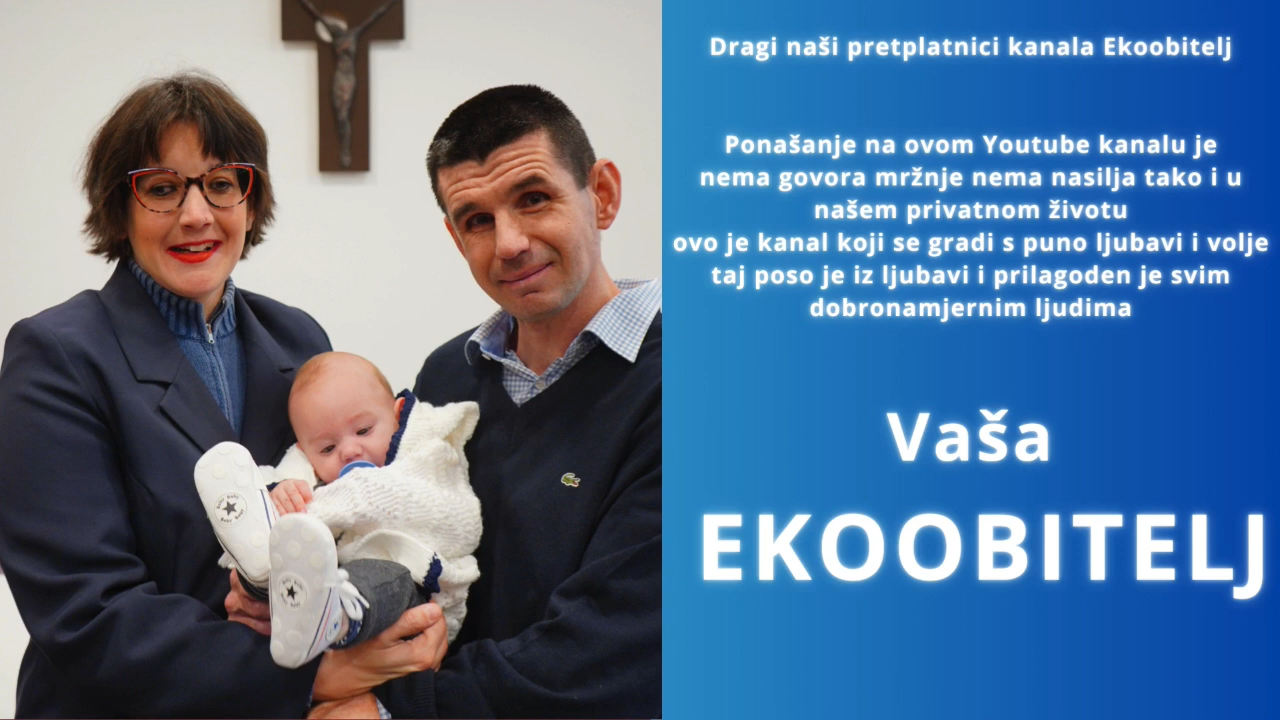 Dragi naši pretplatnici kanala Ekoobitelj
Ponašanje na ovom Youtube kanalu je
nema govora mržnje nema nasilja tako i u
našem privatnom životu
ovo je kanal koji se gradi s puno ljubavi i volje
taj poso je iz ljubavi i prilagođen je svim
dobronamjernim ljudima
Vaša
EKOOBITELJ